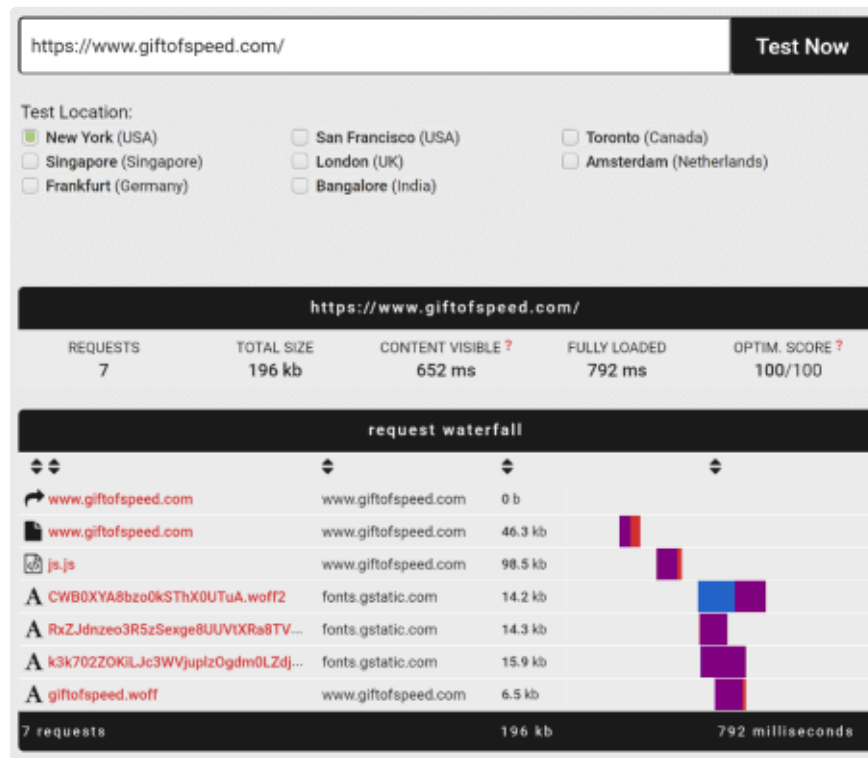 https://www.giftofspeed.com/ Test Now
Test Location:
New York (USA) San Francisco (USA) Toronto (Canada)
Singapore (Singapore) London (UK) Amsterdam (Netherlands)
Frankfurt (Germany) Bangalore (India)
https://www.giftofspeed.com/
REQUESTS TOTAL SIZE CONTENT VISIBLE ? FULLY LOADED OPTIM. SCORE ?
7 196 kb 652 ms 792 ms 100/100
request waterfall
www.giftofspeed.com www.giftofspeed.com 0 b
www.giftofspeed.com www.giftofspeed.com 46.3 kb
js.js www.giftofspeed.com 98.5 kb
CWB0XYA8bzo0kSThX0UTuA.woff2 fonts.gstatic.com 14.2 kb
RxZJdnzeo3R5zSexge8UUVtXRa8TV... fonts.gstatic.com 14.3 kb
k3k702ZOKiLJc3WVjuplzOgdm0LZdj... fonts.gstatic.com 15.9 kb
giftofspeed.woff www.giftofspeed.com 6.5 kb
7 requests 196 kb 792 milliseconds